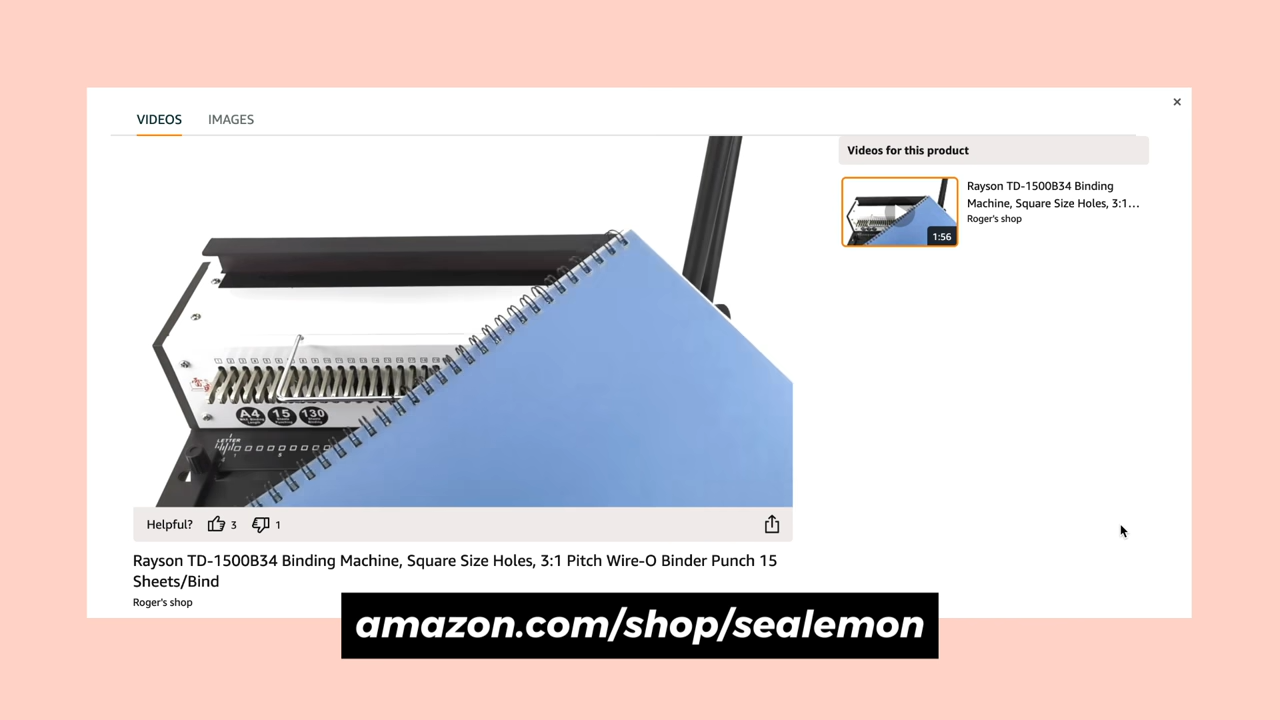 ×
VIDEOS IMAGES
Videos for this product
Rayson TD-1500B34 Binding
Machine, Square Size Holes, 3:1...
Roger's shop
1:56
A4 15 130
LETTER
Helpful? 3 1
Rayson TD-1500B34 Binding Machine, Square Size Holes, 3:1 Pitch Wire-O Binder Punch 15
Sheets/Bind
Roger's shop
amazon.com/shop/sealemon